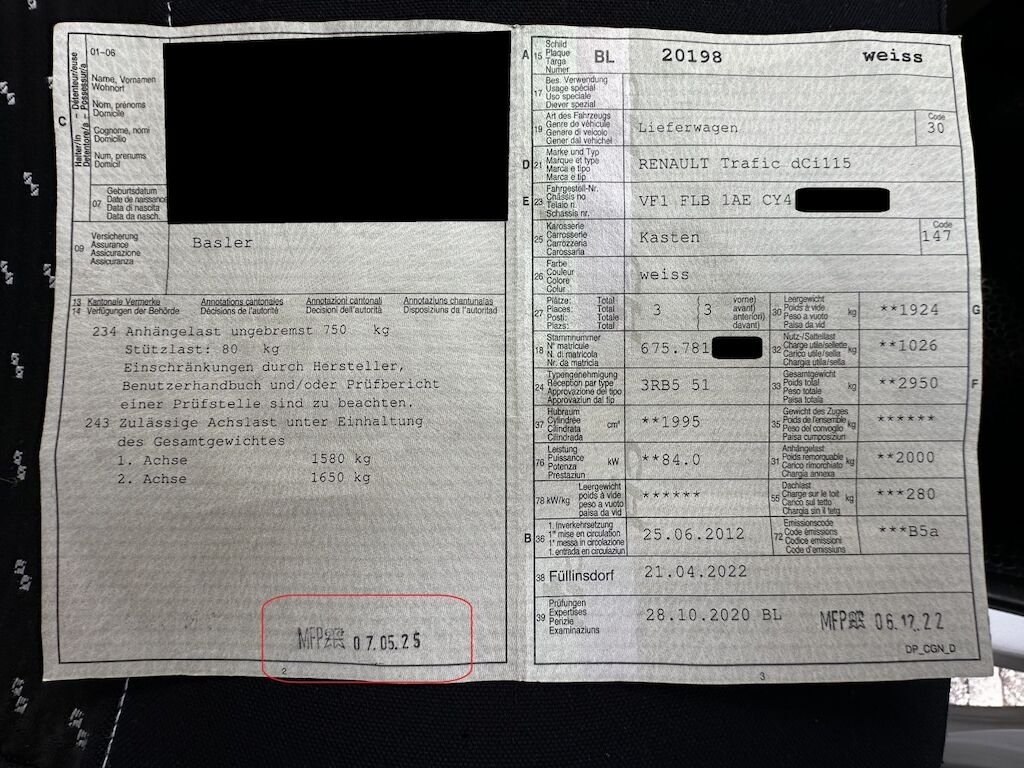 01-06
Halter/in - Détenteur/euse
Detentore/a - Possessur/a
C
Name, Vornamen
Wohnort
Nom, prénoms
Domicile
Cognome, nomi
Domicilio
Num, prenums
Domicil
07
Geburtsdatum
Date de naissance
Data di nascita
Data da nasch.
09
Versicherung
Assurance
Assicurazione
Assicuranza
Basler
13 Kantonale Vermerke Annotations cantonales Annotazioni cantonali Annotaziuns chantunalas
14 Verfügungen der Behörde Décisions de l'autorité Decisioni dell'autorità Disposiziuns da l'autoritad
234 Anhängelast ungebremst 750 kg
Stützlast: 80 kg
Einschränkungen durch Hersteller,
Benutzerhandbuch und/oder Prüfbericht
einer Prüfstelle sind zu beachten.
243 Zulässige Achslast unter Einhaltung
des Gesamtgewichtes
1. Achse 1580 kg
2. Achse 1650 kg
MFP 07.05.25
2
A 15
Schild
Plaque
Targa
Numer
BL 20198 weiss
17
Bes. Verwendung
Usage spécial
Uso speciale
Diever spezial
19
Art des Fahrzeugs
Genre de véhicule
Genere di veicolo
Gener dal vichel
Lieferwagen
Code
30
D 21
Marke und Typ
Marque et type
Marca e tipo
Marca e tip
RENAULT Trafic dCi115
E 23
Fahrgestell-Nr.
Châssis no
Telaio n.
Schassis nr.
VF1 FLB 1AE CY4
25
Karosserie
Carrosserie
Carrozzeria
Carossaria
Kasten
Code
147
26
Farbe
Couleur
Colore
Colur
weiss
27
Plätze: Total
Places: Total
Posti: Totale
Plazs: Total
3 ( 3
vorne)
avant)
anteriori)
davant)
30
Leergewicht
Poids à vide
Peso a vuoto
Paisa da vid
kg
**1924
G
18
Stammnummer
N° matricule
N. di matricola
Nr. da matricla
675.781
32
Nutz-/Sattellast
Charge utile/sellette
Carico utile/sella
Chargia utila/sella
kg
**1026
24
Typengenehmigung
Réception par type
Approvazione del tipo
Approvaziun dal tip
3RB5 51
33
Gesamtgewicht
Poids total
Peso totale
Paisa totala
kg
**2950
F
37
Hubraum
Cylindrée
Cilindrata
Cilindrada
cm³
**1995
35
Gewicht des Zuges
Poids de l'ensemble
Peso del convoglio
Paisa cumposiziun
kg
******
76
Leistung
Puissance
Potenza
Prestaziun
kW
**84.0
31
Anhängelast
Poids remorquable
Carico rimorchiato
Chargia annexa
kg
**2000
78 kW/kg
Leergewicht
poids à vide
peso a vuoto
paisa da vid
******
55
Dachlast
Charge sur le toit
Carico sul tetto
Chargia sin il tetg
kg
***280
B 36
1. Inverkehrsetzung
1re mise en circulation
1a messa in circolazione
1. entrada en circulaziun
25.06.2012
72
Emissionscode
Code émissions
Codice emissioni
Code d'emissiuns
***B5a
38 Füllinsdorf 21.04.2022
39
Prüfungen
Expertises
Perizie
Examinaziuns
28.10.2020 BL MFP 06.12.22
DP_CGN_D
3